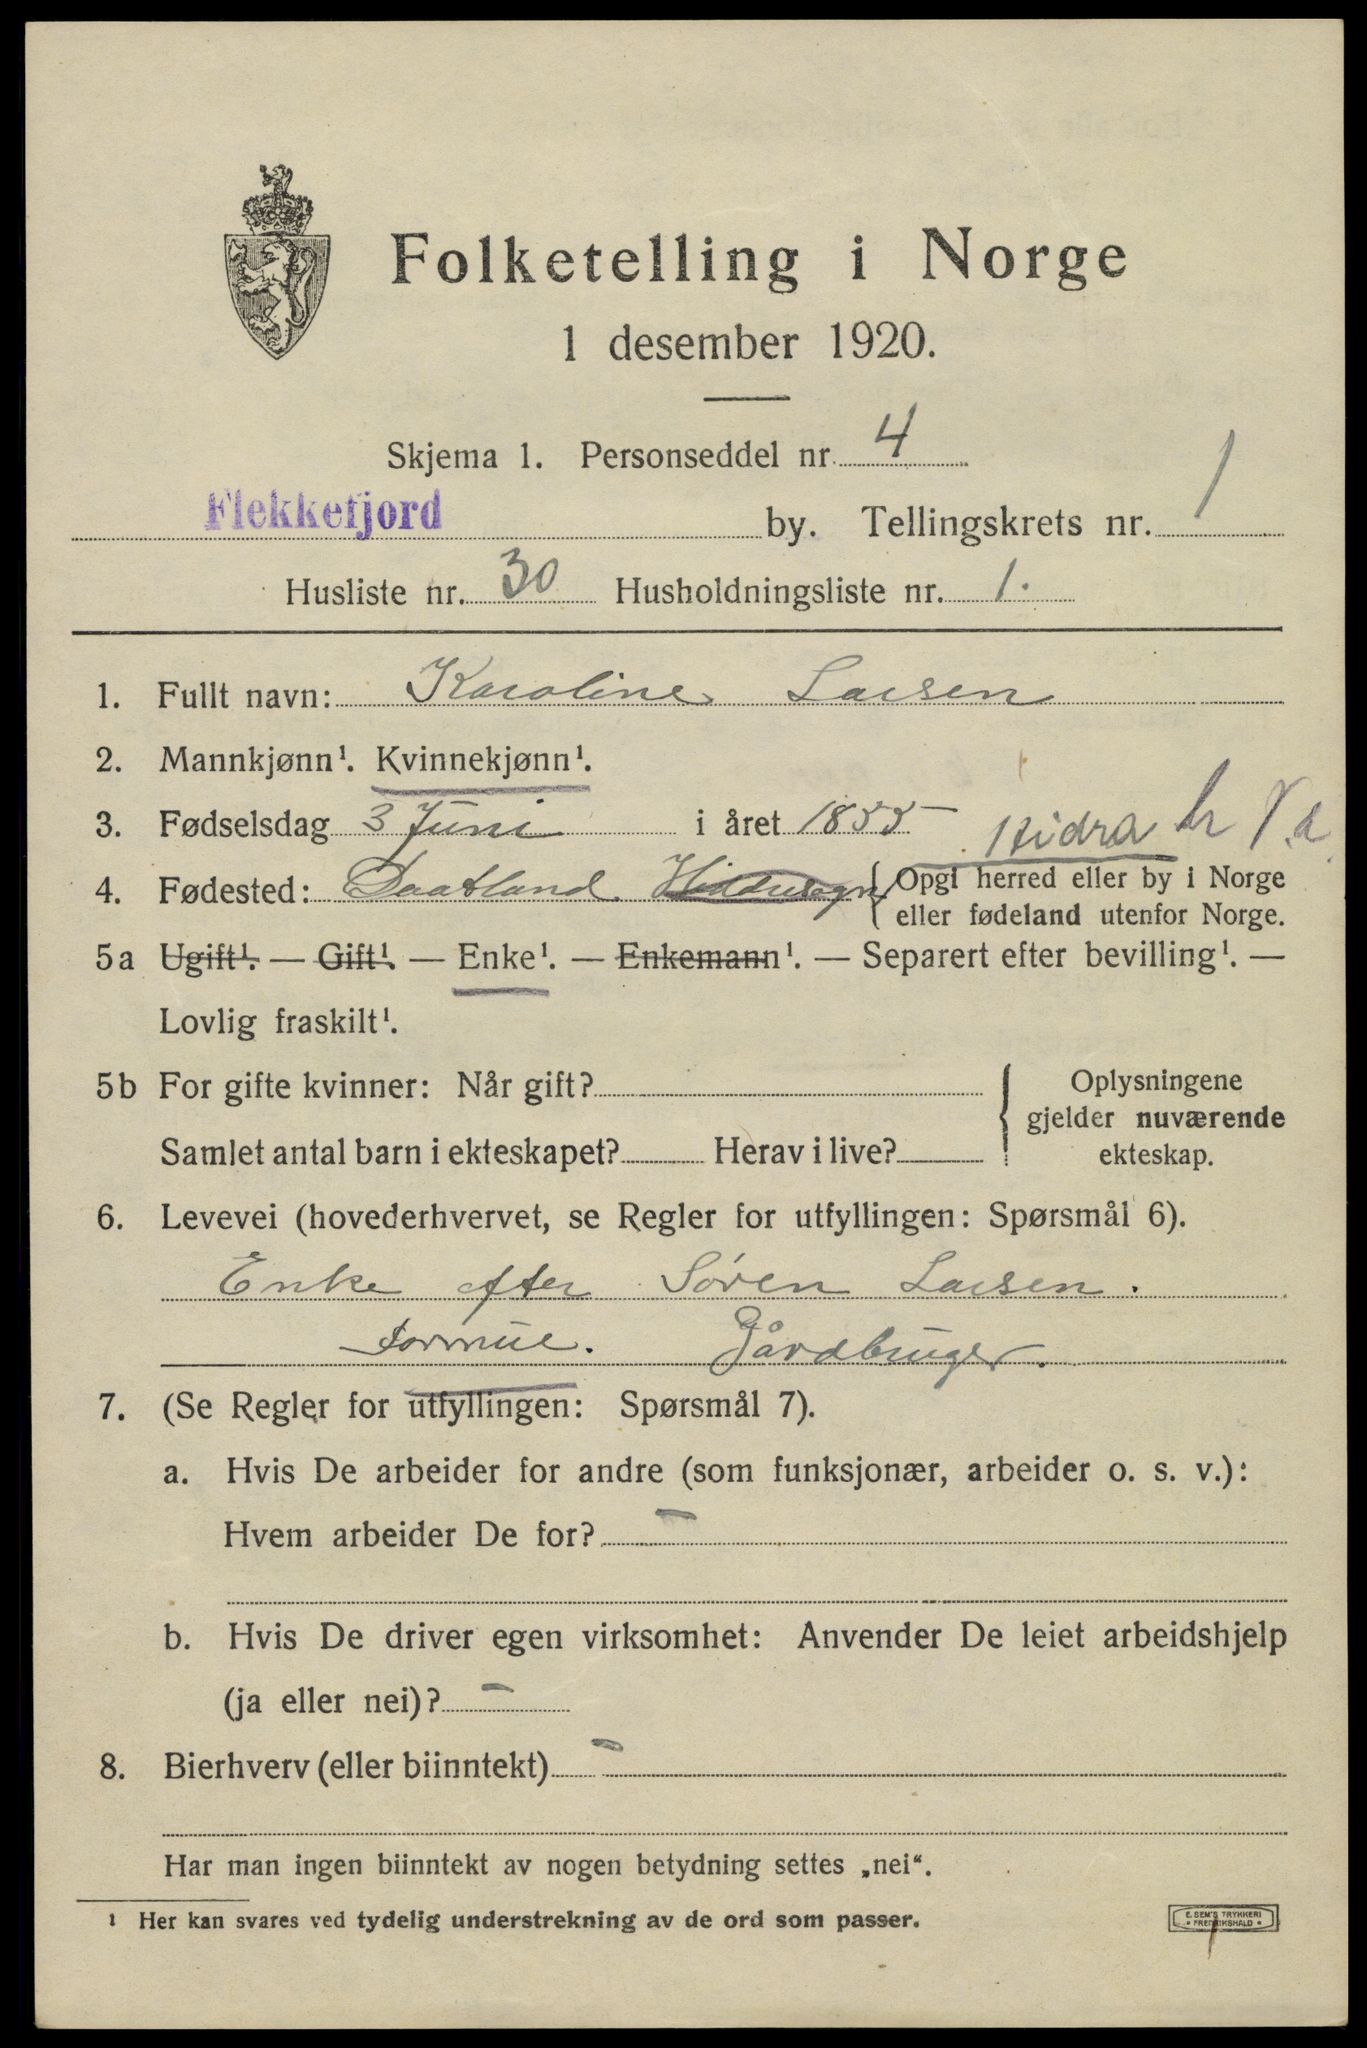 Folketelling i Norge
1 desember 1920.
Skjema 1. Personseddel nr. 4
Flekkefjord by. Tellingskrets nr. 1
Husliste nr. 30 Husholdningsliste nr. 1.
1. Fullt navn: Karoline Larsen
2. Mannkjønn¹. Kvinnekjønn¹.
3. Fødselsdag 3 Juni i året 1855
Hidra hr V.a.
4. Fødested: Daatland Hiddresogn { Opgi herred eller by i Norge
eller fødeland utenfor Norge.
5a Ugift¹. — Gift¹. — Enke¹. — Enkemann¹. — Separert efter bevilling¹. —
Lovlig fraskilt¹.
5b For gifte kvinner: Når gift?
Samlet antal barn i ekteskapet? Herav i live?
Oplysningene
gjelder nuværende
ekteskap.
6. Levevei (hovederhvervet, se Regler for utfyllingen: Spørsmål 6).
Enke efter Søren Larsen.
Formue. Gårdbruger.
7. (Se Regler for utfyllingen: Spørsmål 7).
a. Hvis De arbeider for andre (som funksjonær, arbeider o. s. v.):
Hvem arbeider De for? —
b. Hvis De driver egen virksomhet: Anvender De leiet arbeidshjelp
(ja eller nei)? —
8. Bierhverv (eller biinntekt) —
Har man ingen biinntekt av nogen betydning settes „nei“.
¹ Her kan svares ved tydelig understrekning av de ord som passer.
E. SEM'S TRYKKERI
• FREDRIKSHALD •